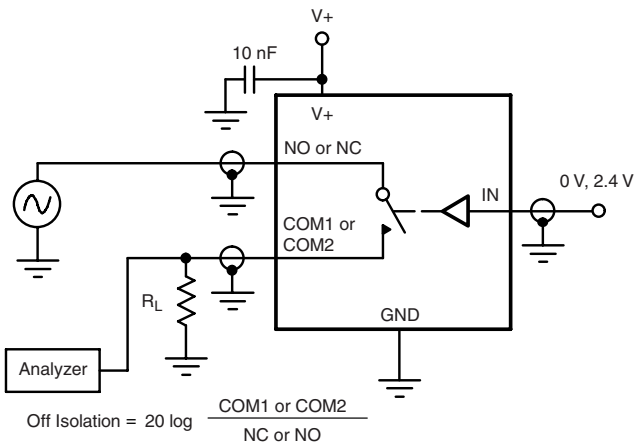 V+
10 nF
V+
NO or NC
0 V, 2.4 V
IN
COM1 or
COM2
R_L
GND
Analyzer
Off Isolation = 20 log COM1 or COM2
NC or NO